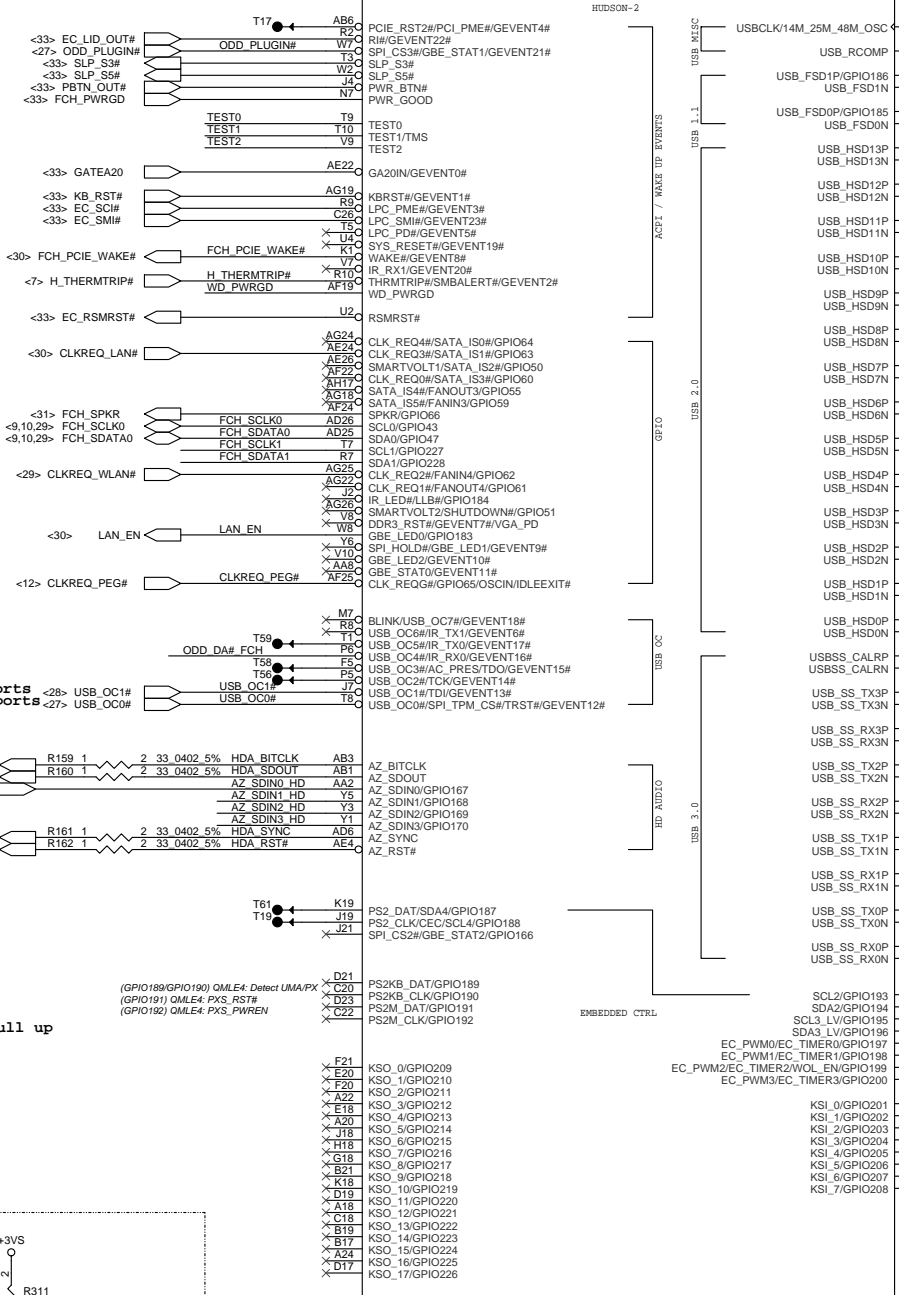 HUDSON-2
T17 AB6 PCIE_RST2#/PCI_PME#/GEVENT4#
<33> EC_LID_OUT# R2 RI#/GEVENT22#
<27> ODD_PLUGIN# ODD_PLUGIN# W7 SPI_CS3#/GBE_STAT1/GEVENT21#
<33> SLP_S3# T3 SLP_S3#
<33> SLP_S5# W2 SLP_S5#
<33> PBTN_OUT# J4 PWR_BTN#
<33> FCH_PWRGD N7 PWR_GOOD
TEST0 T9 TEST0
TEST1 T10 TEST1/TMS
TEST2 V9 TEST2
<33> GATEA20 AE22 GA20IN/GEVENT0#
<33> KB_RST# AG19 KBRST#/GEVENT1#
<33> EC_SCI# R9 LPC_PME#/GEVENT3#
<33> EC_SMI# C26 LPC_SMI#/GEVENT23#
T5 LPC_PD#/GEVENT5#
U4 SYS_RESET#/GEVENT19#
<30> FCH_PCIE_WAKE# FCH_PCIE_WAKE# K1 WAKE#/GEVENT8#
V7 IR_RX1/GEVENT20#
<7> H_THERMTRIP# H_THERMTRIP# R10 THRMTRIP#/SMBALERT#/GEVENT2#
WD_PWRGD AF19 WD_PWRGD
<33> EC_RSMRST# U2 RSMRST#
ACPI / WAKE UP EVENTS
AG24 CLK_REQ4#/SATA_IS0#/GPIO64
<30> CLKREQ_LAN# AE24 CLK_REQ3#/SATA_IS1#/GPIO63
AE26 SMARTVOLT1/SATA_IS2#/GPIO50
AF22 CLK_REQ0#/SATA_IS3#/GPIO60
AH17 SATA_IS4#/FANOUT3/GPIO55
AG18 SATA_IS5#/FANIN3/GPIO59
<31> FCH_SPKR AF24 SPKR/GPIO66
<9,10,29> FCH_SCLK0 FCH_SCLK0 AD26 SCL0/GPIO43
<9,10,29> FCH_SDATA0 FCH_SDATA0 AD25 SDA0/GPIO47
FCH_SCLK1 T7 SCL1/GPIO227
FCH_SDATA1 R7 SDA1/GPIO228
<29> CLKREQ_WLAN# AG25 CLK_REQ2#/FANIN4/GPIO62
AG22 CLK_REQ1#/FANOUT4/GPIO61
J2 IR_LED#/LLB#/GPIO184
AG26 SMARTVOLT2/SHUTDOWN#/GPIO51
V8 DDR3_RST#/GEVENT7#/VGA_PD
<30> LAN_EN LAN_EN W8 GBE_LED0/GPIO183
Y6 SPI_HOLD#/GBE_LED1/GEVENT9#
V10 GBE_LED2/GEVENT10#
AA8 GBE_STAT0/GEVENT11#
<12> CLKREQ_PEG# CLKREQ_PEG# AF25 CLK_REQG#/GPIO65/OSCIN/IDLEEXIT#
GPIO
M7 BLINK/USB_OC7#/GEVENT18#
R8 USB_OC6#/IR_TX1/GEVENT6#
T59 T1 USB_OC5#/IR_TX0/GEVENT17#
ODD_DA#_FCH P6 USB_OC4#/IR_RX0/GEVENT16#
T58 F5 USB_OC3#/AC_PRES/TDO/GEVENT15#
T56 P5 USB_OC2#/TCK/GEVENT14#
orts <28> USB_OC1# USB_OC1# J7 USB_OC1#/TDI/GEVENT13#
ports <27> USB_OC0# USB_OC0# T8 USB_OC0#/SPI_TPM_CS#/TRST#/GEVENT12#
USB OC
R159 1 2 33_0402_5% HDA_BITCLK AB3 AZ_BITCLK
R160 1 2 33_0402_5% HDA_SDOUT AB1 AZ_SDOUT
AZ_SDIN0_HD AA2 AZ_SDIN0/GPIO167
AZ_SDIN1_HD Y5 AZ_SDIN1/GPIO168
AZ_SDIN2_HD Y3 AZ_SDIN2/GPIO169
AZ_SDIN3_HD Y1 AZ_SDIN3/GPIO170
R161 1 2 33_0402_5% HDA_SYNC AD6 AZ_SYNC
R162 1 2 33_0402_5% HDA_RST# AE4 AZ_RST#
HD AUDIO
T61 K19 PS2_DAT/SDA4/GPIO187
T19 J19 PS2_CLK/CEC/SCL4/GPIO188
J21 SPI_CS2#/GBE_STAT2/GPIO166
D21 PS2KB_DAT/GPIO189
(GPIO189/GPIO190) QMLE4: Detect UMA/PX C20 PS2KB_CLK/GPIO190
(GPIO191) QMLE4: PXS_RST# D23 PS2M_DAT/GPIO191
(GPIO192) QMLE4: PXS_PWREN C22 PS2M_CLK/GPIO192
ull up
EMBEDDED CTRL
F21 KSO_0/GPIO209
E20 KSO_1/GPIO210
F20 KSO_2/GPIO211
A22 KSO_3/GPIO212
E18 KSO_4/GPIO213
A20 KSO_5/GPIO214
J18 KSO_6/GPIO215
H18 KSO_7/GPIO216
G18 KSO_8/GPIO217
B21 KSO_9/GPIO218
K18 KSO_10/GPIO219
D19 KSO_11/GPIO220
A18 KSO_12/GPIO221
C18 KSO_13/GPIO222
B19 KSO_14/GPIO223
B17 KSO_15/GPIO224
A24 KSO_16/GPIO225
D17 KSO_17/GPIO226
+3VS
2
R311
USB MISC
USBCLK/14M_25M_48M_OSC
USB_RCOMP
USB 1.1
USB_FSD1P/GPIO186
USB_FSD1N
USB_FSD0P/GPIO185
USB_FSD0N
USB 2.0
USB_HSD13P
USB_HSD13N
USB_HSD12P
USB_HSD12N
USB_HSD11P
USB_HSD11N
USB_HSD10P
USB_HSD10N
USB_HSD9P
USB_HSD9N
USB_HSD8P
USB_HSD8N
USB_HSD7P
USB_HSD7N
USB_HSD6P
USB_HSD6N
USB_HSD5P
USB_HSD5N
USB_HSD4P
USB_HSD4N
USB_HSD3P
USB_HSD3N
USB_HSD2P
USB_HSD2N
USB_HSD1P
USB_HSD1N
USB_HSD0P
USB_HSD0N
USB 3.0
USBSS_CALRP
USBSS_CALRN
USB_SS_TX3P
USB_SS_TX3N
USB_SS_RX3P
USB_SS_RX3N
USB_SS_TX2P
USB_SS_TX2N
USB_SS_RX2P
USB_SS_RX2N
USB_SS_TX1P
USB_SS_TX1N
USB_SS_RX1P
USB_SS_RX1N
USB_SS_TX0P
USB_SS_TX0N
USB_SS_RX0P
USB_SS_RX0N
SCL2/GPIO193
SDA2/GPIO194
SCL3_LV/GPIO195
SDA3_LV/GPIO196
EC_PWM0/EC_TIMER0/GPIO197
EC_PWM1/EC_TIMER1/GPIO198
EC_PWM2/EC_TIMER2/WOL_EN/GPIO199
EC_PWM3/EC_TIMER3/GPIO200
KSI_0/GPIO201
KSI_1/GPIO202
KSI_2/GPIO203
KSI_3/GPIO204
KSI_4/GPIO205
KSI_5/GPIO206
KSI_6/GPIO207
KSI_7/GPIO208